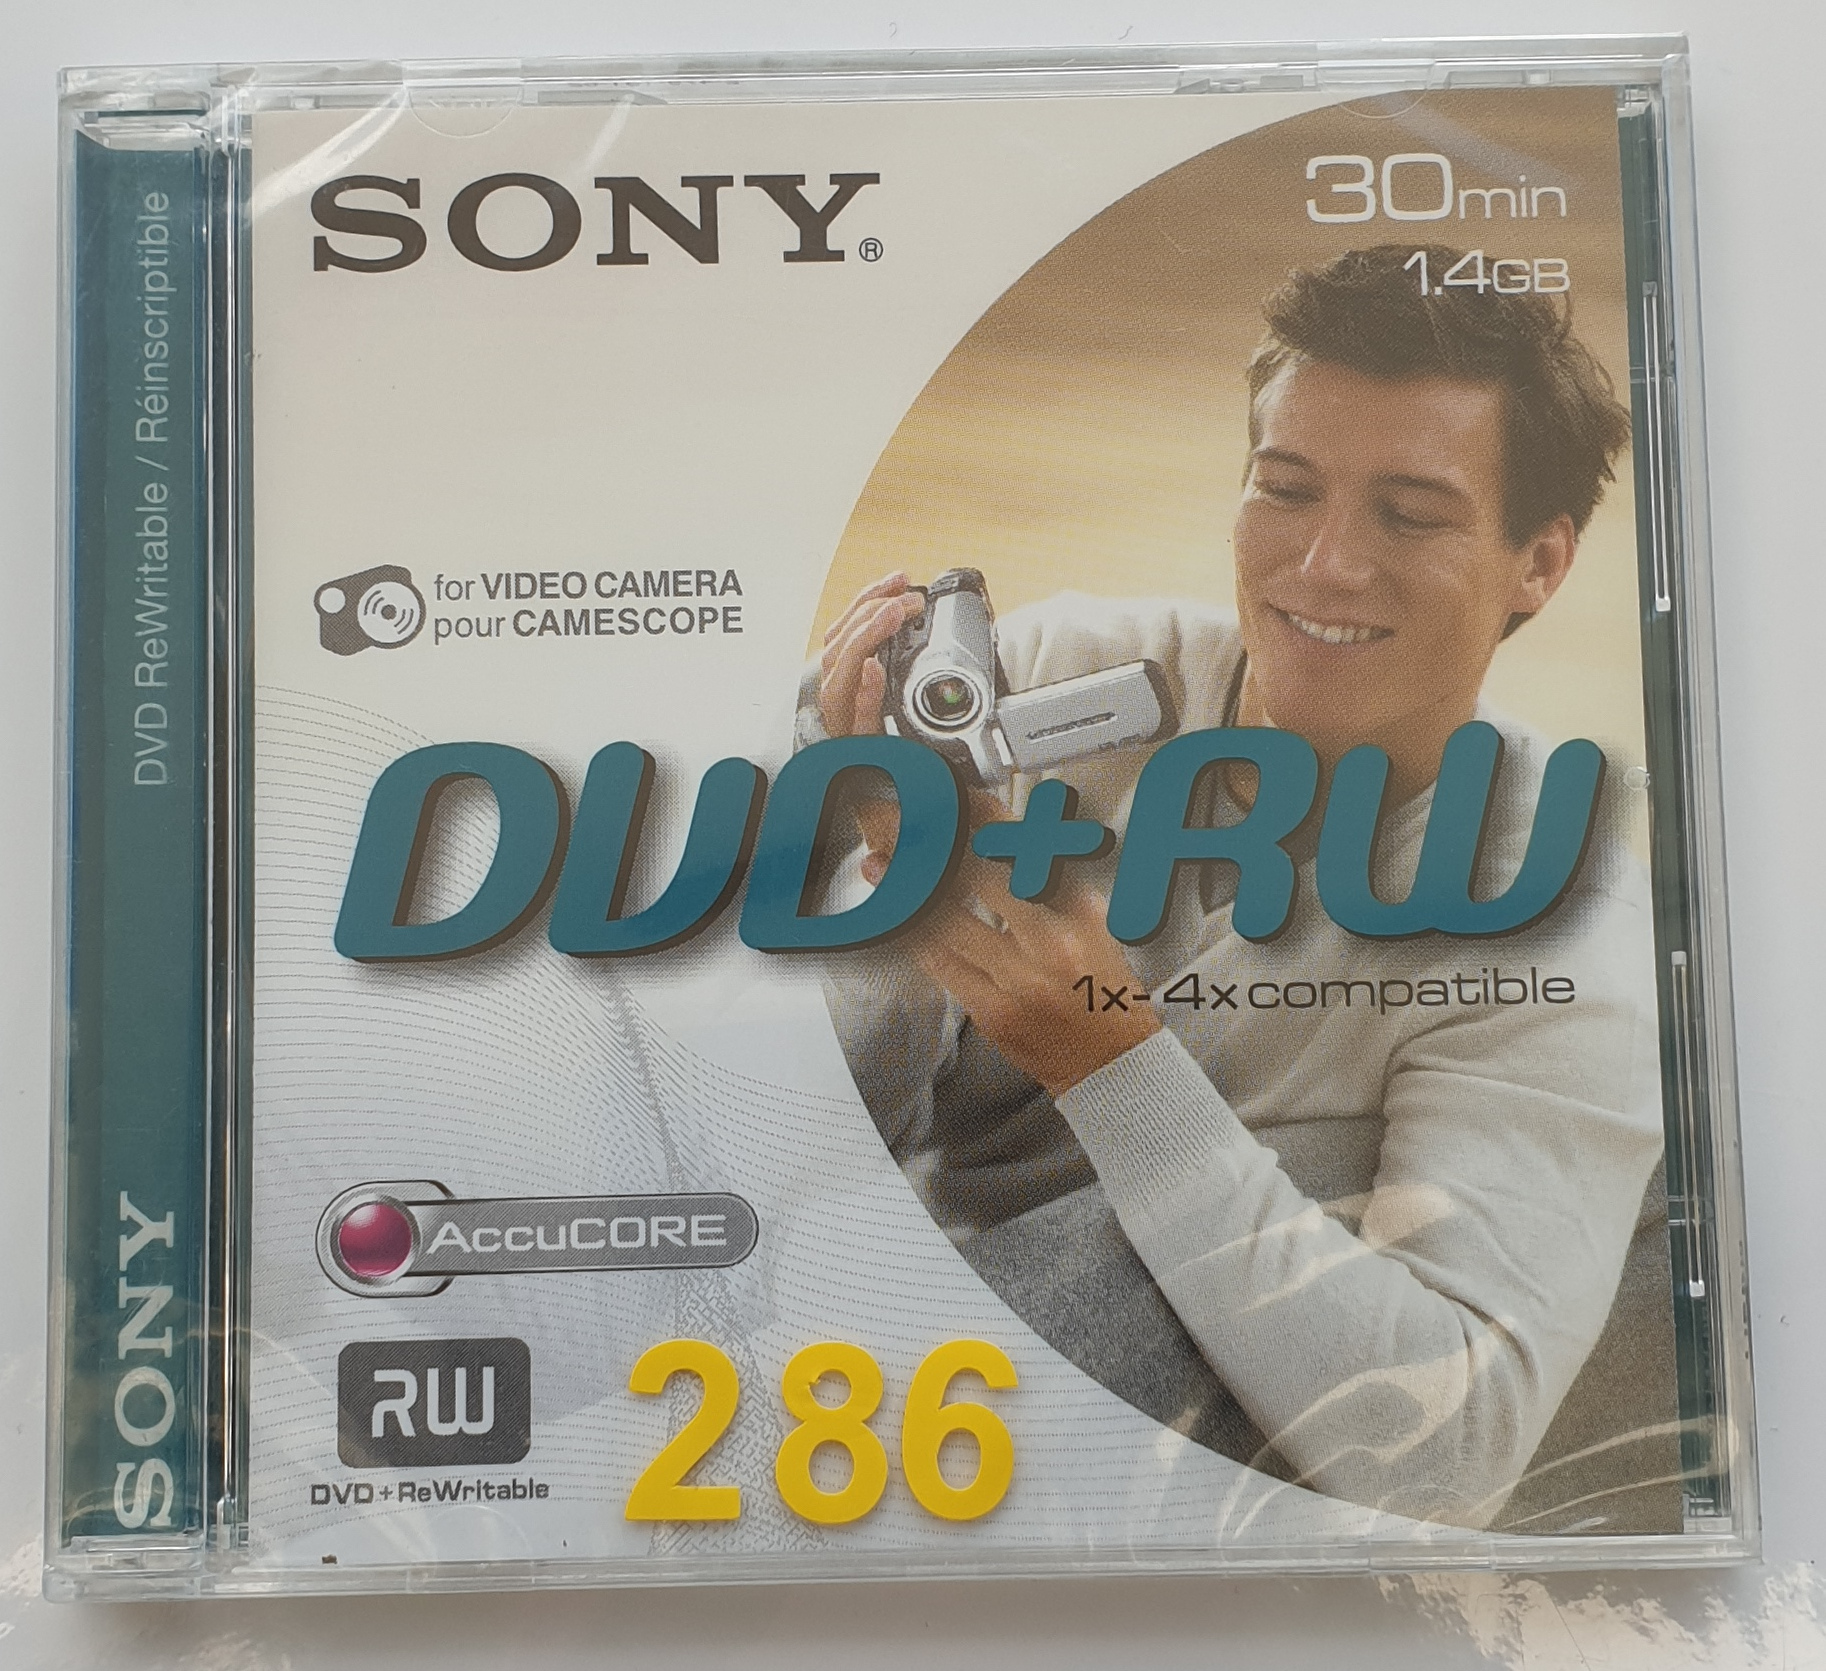 SONY®
30min
1.4GB
for VIDEO CAMERA
pour CAMESCOPE
DVD+RW
1x-4x compatible
AccuCORE
RW
DVD+ReWritable
286
DVD ReWritable / Réinscriptible
SONY